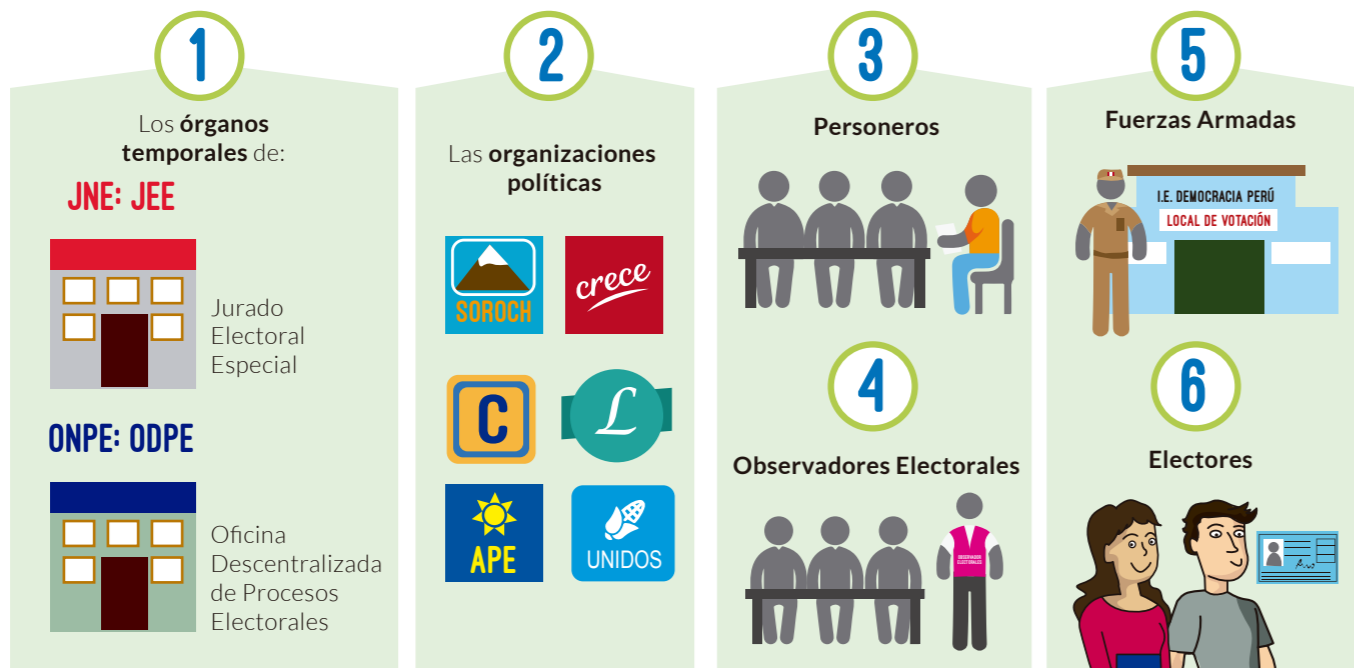 1
Los órganos
temporales de:
JNE: JEE
Jurado
Electoral
Especial
ONPE: ODPE
Oficina
Descentralizada
de Procesos
Electorales
2
Las organizaciones
políticas
SOROCH
crece
C
L
APE
UNIDOS
3
Personeros
4
Observadores Electorales
OBSERVADOR
ELECTORALES
5
Fuerzas Armadas
I.E. DEMOCRACIA PERÚ
LOCAL DE VOTACIÓN
6
Electores